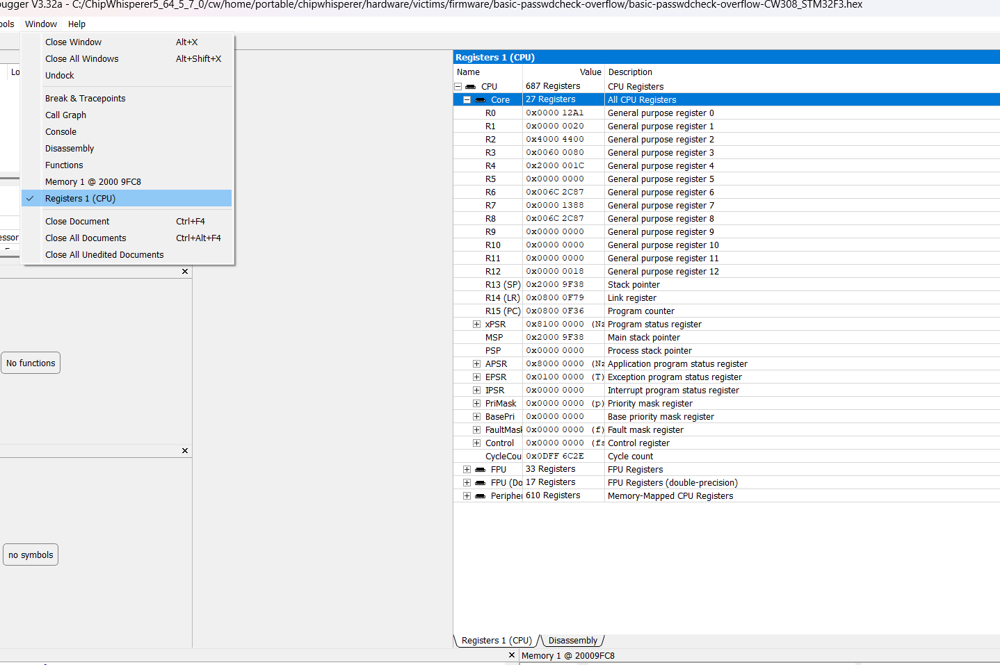 bugger V3.32a - C:/ChipWhisperer5_64_5_7_0/cw/home/portable/chipwhisperer/hardware/victims/firmware/basic-passwdcheck-overflow/basic-passwdcheck-overflow-CW308_STM32F3.hex
ools Window Help
Close Window Alt+X
Close All Windows Alt+Shift+X
Undock
Break & Tracepoints
Call Graph
Console
Disassembly
Functions
Memory 1 @ 2000 9FC8
Registers 1 (CPU)
Close Document Ctrl+F4
Close All Documents Ctrl+Alt+F4
Close All Unedited Documents
Lo
essor
No functions
no symbols
Registers 1 (CPU)
Name Value Description
CPU 687 Registers CPU Registers
Core 27 Registers All CPU Registers
R0 0x0000 12A1 General purpose register 0
R1 0x0000 0020 General purpose register 1
R2 0x4000 4400 General purpose register 2
R3 0x0060 0080 General purpose register 3
R4 0x2000 001C General purpose register 4
R5 0x0000 0000 General purpose register 5
R6 0x006C 2C87 General purpose register 6
R7 0x0000 1388 General purpose register 7
R8 0x006C 2C87 General purpose register 8
R9 0x0000 0000 General purpose register 9
R10 0x0000 0000 General purpose register 10
R11 0x0000 0000 General purpose register 11
R12 0x0000 0018 General purpose register 12
R13 (SP) 0x2000 9F38 Stack pointer
R14 (LR) 0x0800 0F79 Link register
R15 (PC) 0x0800 0F36 Program counter
xPSR 0x8100 0000 (Nz Program status register
MSP 0x2000 9F38 Main stack pointer
PSP 0x0000 0000 Process stack pointer
APSR 0x8000 0000 (Nz Application program status register
EPSR 0x0100 0000 (T) Exception program status register
IPSR 0x0000 0000 Interrupt program status register
PriMask 0x0000 0000 (p) Priority mask register
BasePri 0x0000 0000 Base priority mask register
FaultMask 0x0000 0000 (f) Fault mask register
Control 0x0000 0000 (fs Control register
CycleCou 0x0DFF 6C2E Cycle count
FPU 33 Registers FPU Registers
FPU (Do 17 Registers FPU Registers (double-precision)
Peripher 610 Registers Memory-Mapped CPU Registers
Registers 1 (CPU) Disassembly
Memory 1 @ 20009FC8